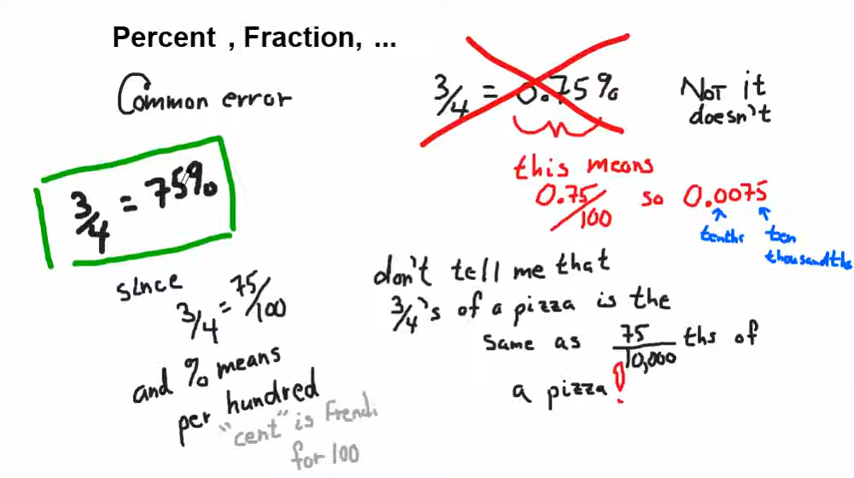 Percent , Fraction, ...
Common error
3/4 = 75%
since
3/4 = 75/100
and % means
per hundred
"cent" is French
for 100
3/4 = 0.75%
Not it
doesn't
this means
0.75/100 so 0.0075
tenths
ten
thousandths
don't tell me that
3/4's of a pizza is the
same as 75/10,000 ths of
a pizza!